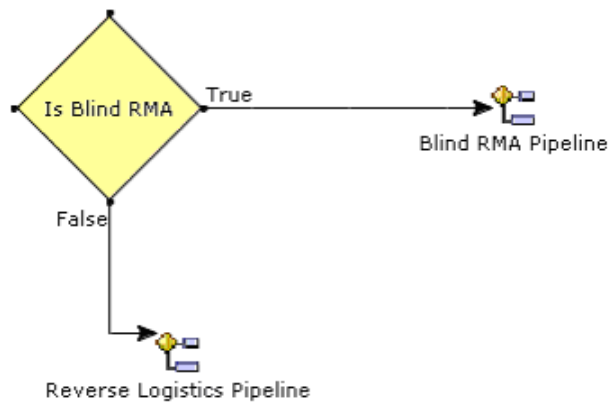 Is Blind RMA
True
Blind RMA Pipeline
False
Reverse Logistics Pipeline